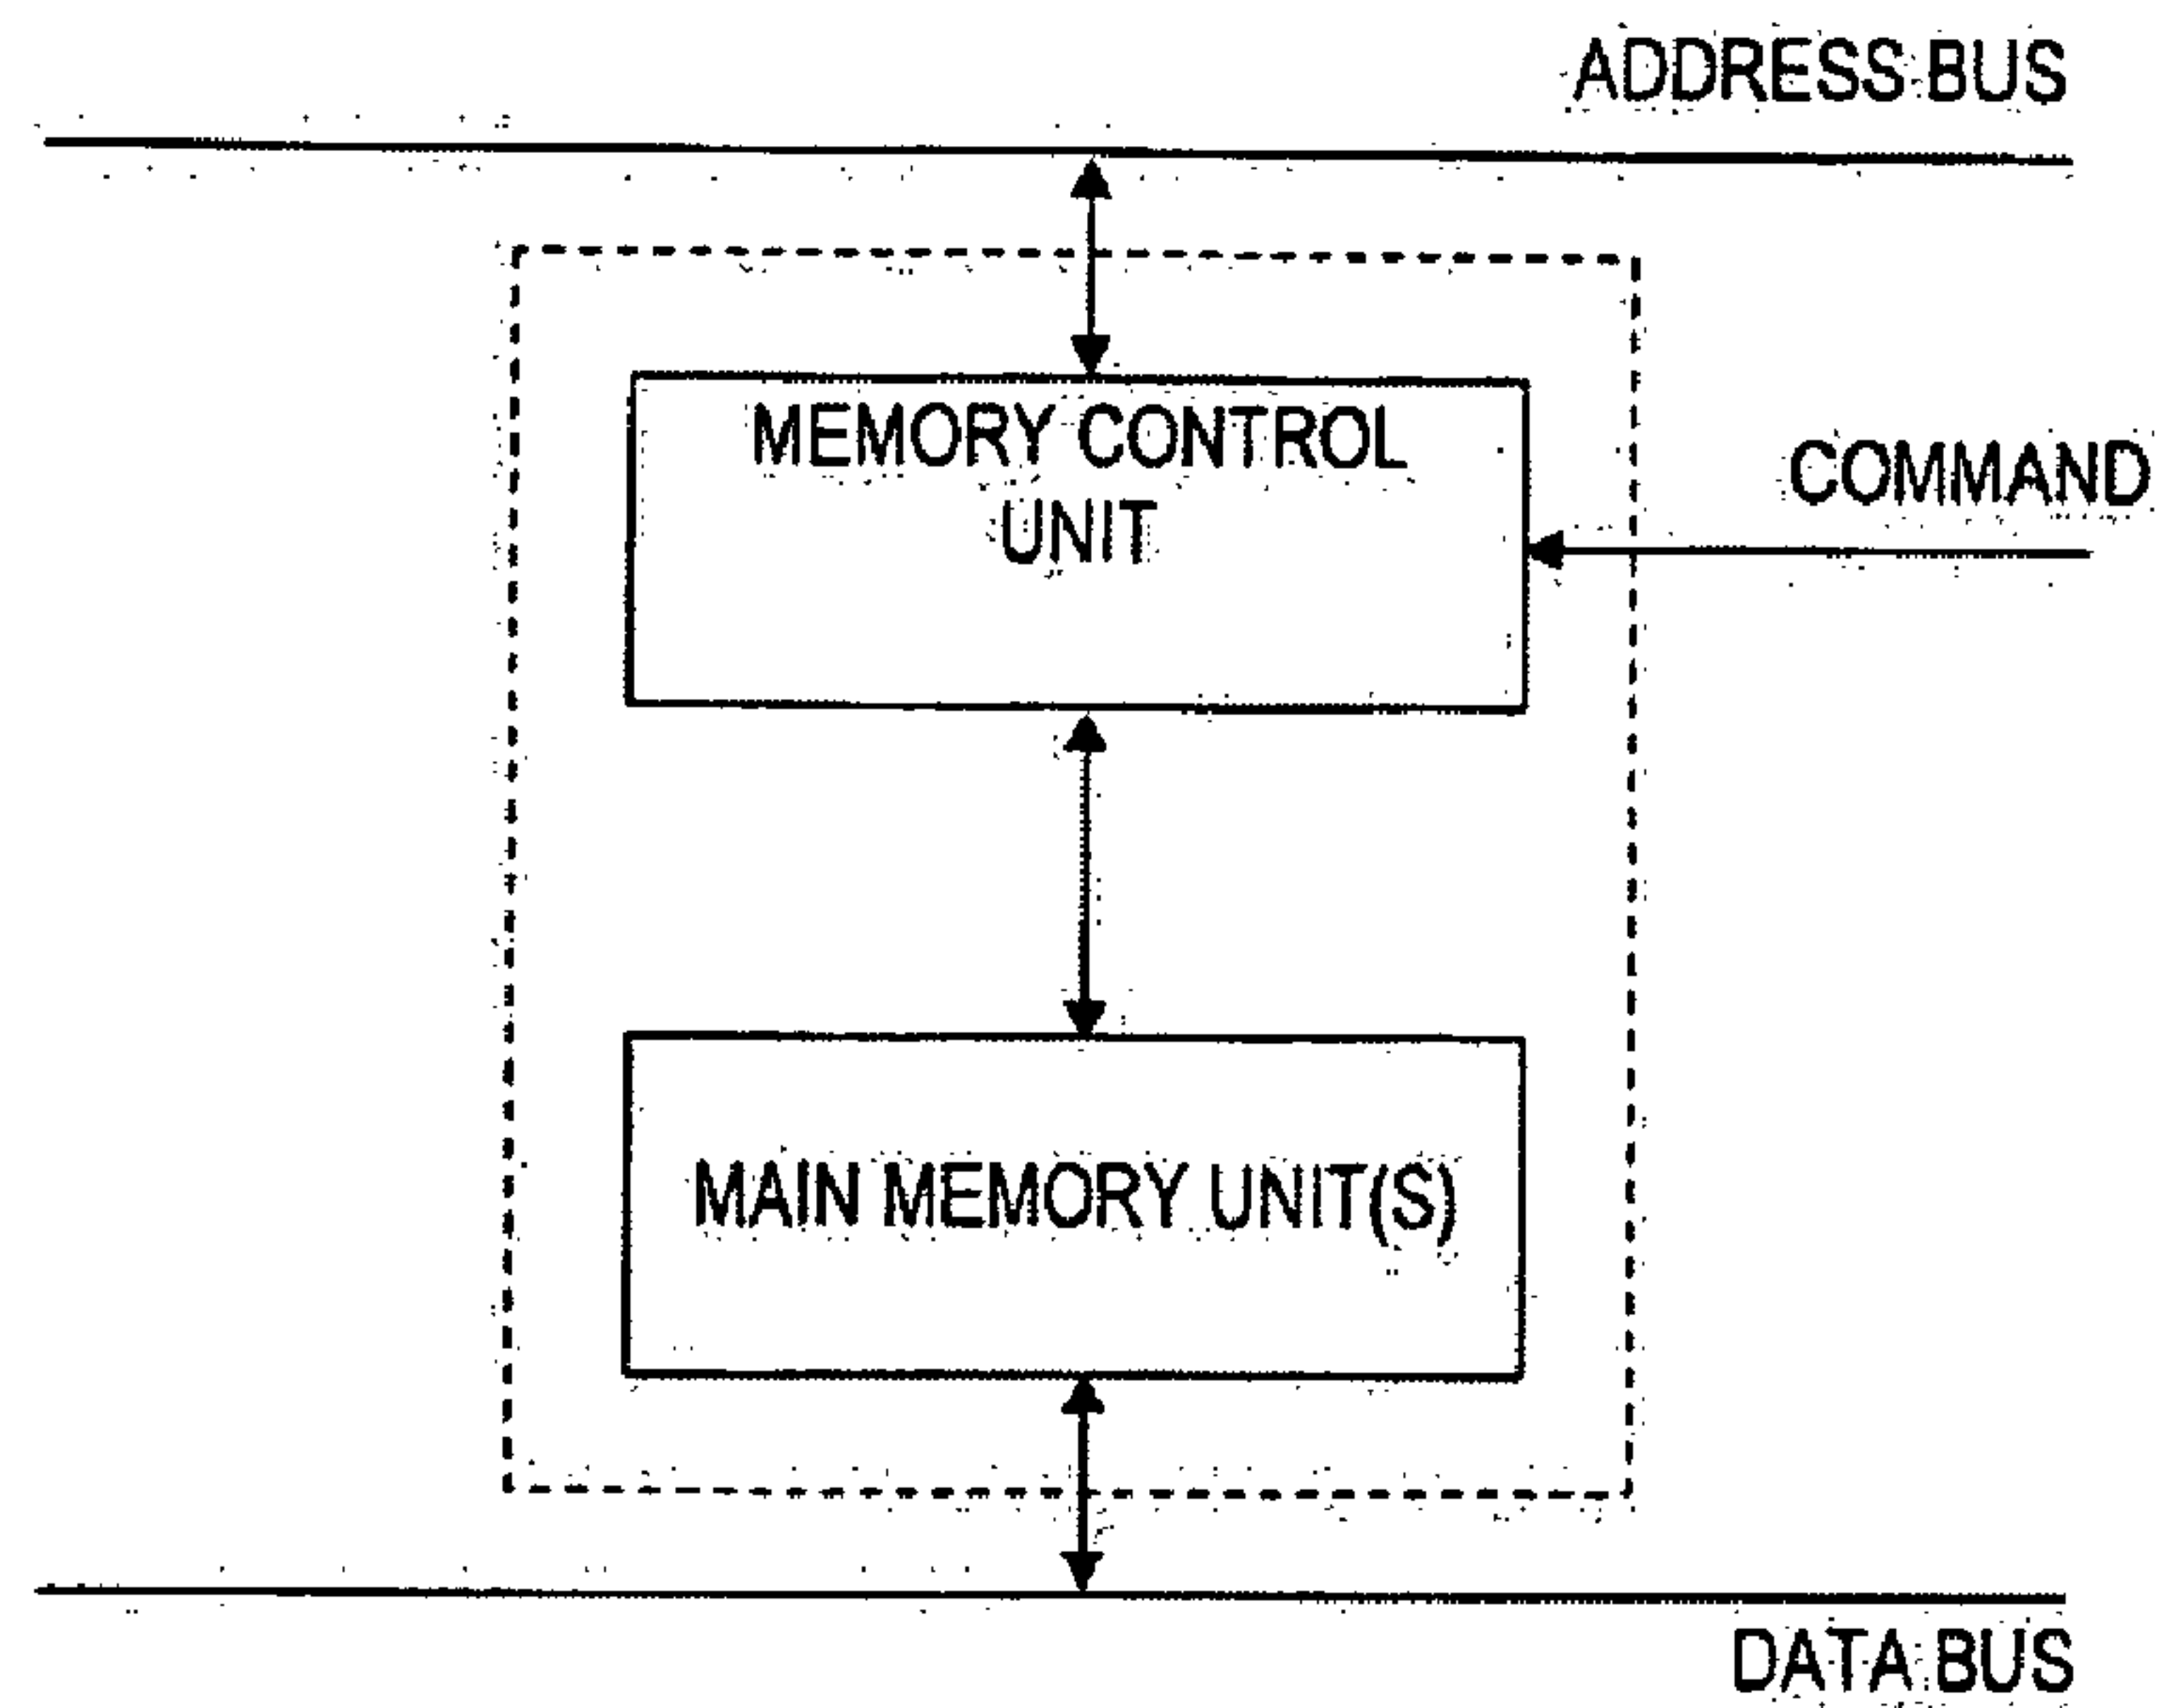 ADDRESS BUS
MEMORY CONTROL
UNIT
COMMAND
MAIN MEMORY UNIT(S)
DATA BUS